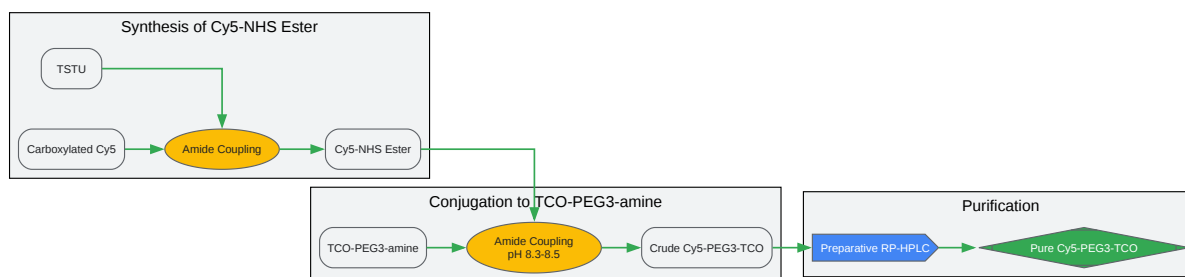 Synthesis of Cy5-NHS Ester
TSTU
Carboxylated Cy5
Amide Coupling
Cy5-NHS Ester
Conjugation to TCO-PEG3-amine
TCO-PEG3-amine
Amide Coupling
pH 8.3-8.5
Crude Cy5-PEG3-TCO
Purification
Preparative RP-HPLC
Pure Cy5-PEG3-TCO